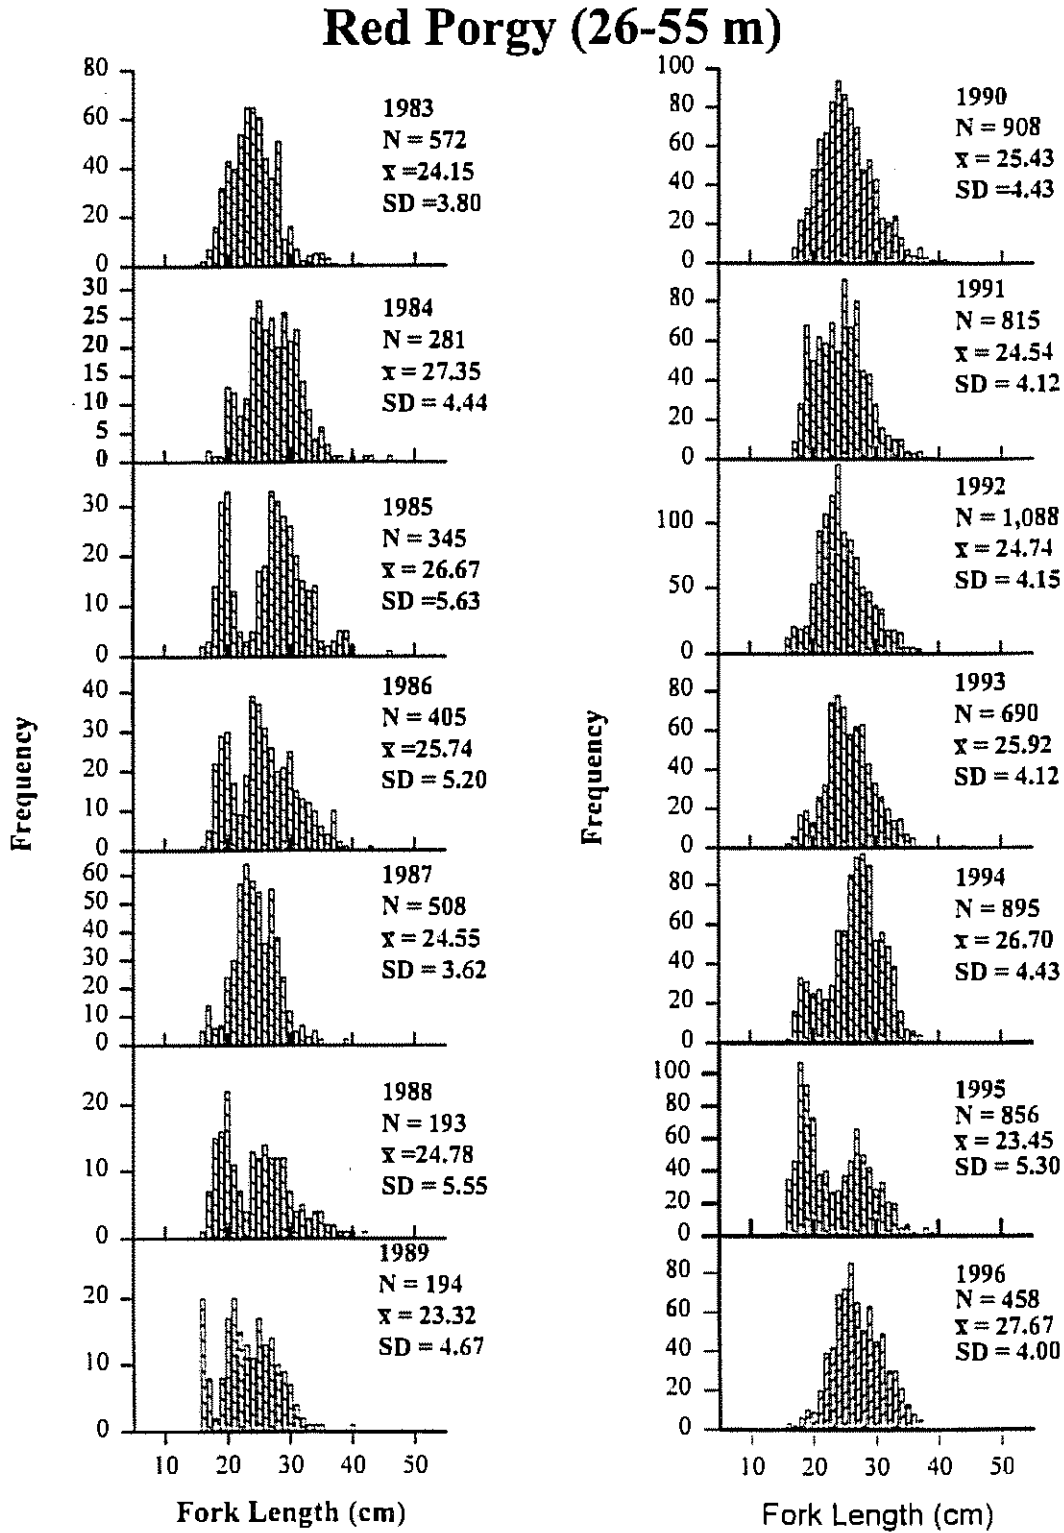 Red Porgy (26-55 m)
80
60
40
20
0
1983
N = 572
x̄ =24.15
SD =3.80
30
25
20
15
10
5
0
1984
N = 281
x̄ = 27.35
SD = 4.44
30
20
10
0
1985
N = 345
x̄ = 26.67
SD =5.63
40
30
20
10
0
1986
N = 405
x̄ =25.74
SD = 5.20
60
50
40
30
20
10
0
1987
N = 508
x̄ = 24.55
SD = 3.62
20
10
0
1988
N = 193
x̄ =24.78
SD = 5.55
20
10
0
1989
N = 194
x̄ = 23.32
SD = 4.67
10 20 30 40 50
Frequency
Fork Length (cm)
100
80
60
40
20
0
1990
N = 908
x̄ = 25.43
SD =4.43
80
60
40
20
0
1991
N = 815
x̄ = 24.54
SD = 4.12
100
50
0
1992
N = 1,088
x̄ = 24.74
SD = 4.15
80
60
40
20
0
1993
N = 690
x̄ = 25.92
SD = 4.12
80
60
40
20
0
1994
N = 895
x̄ = 26.70
SD = 4.43
100
80
60
40
20
0
1995
N = 856
x̄ = 23.45
SD = 5.30
80
60
40
20
0
1996
N = 458
x̄ = 27.67
SD = 4.00
10 20 30 40 50
Frequency
Fork Length (cm)